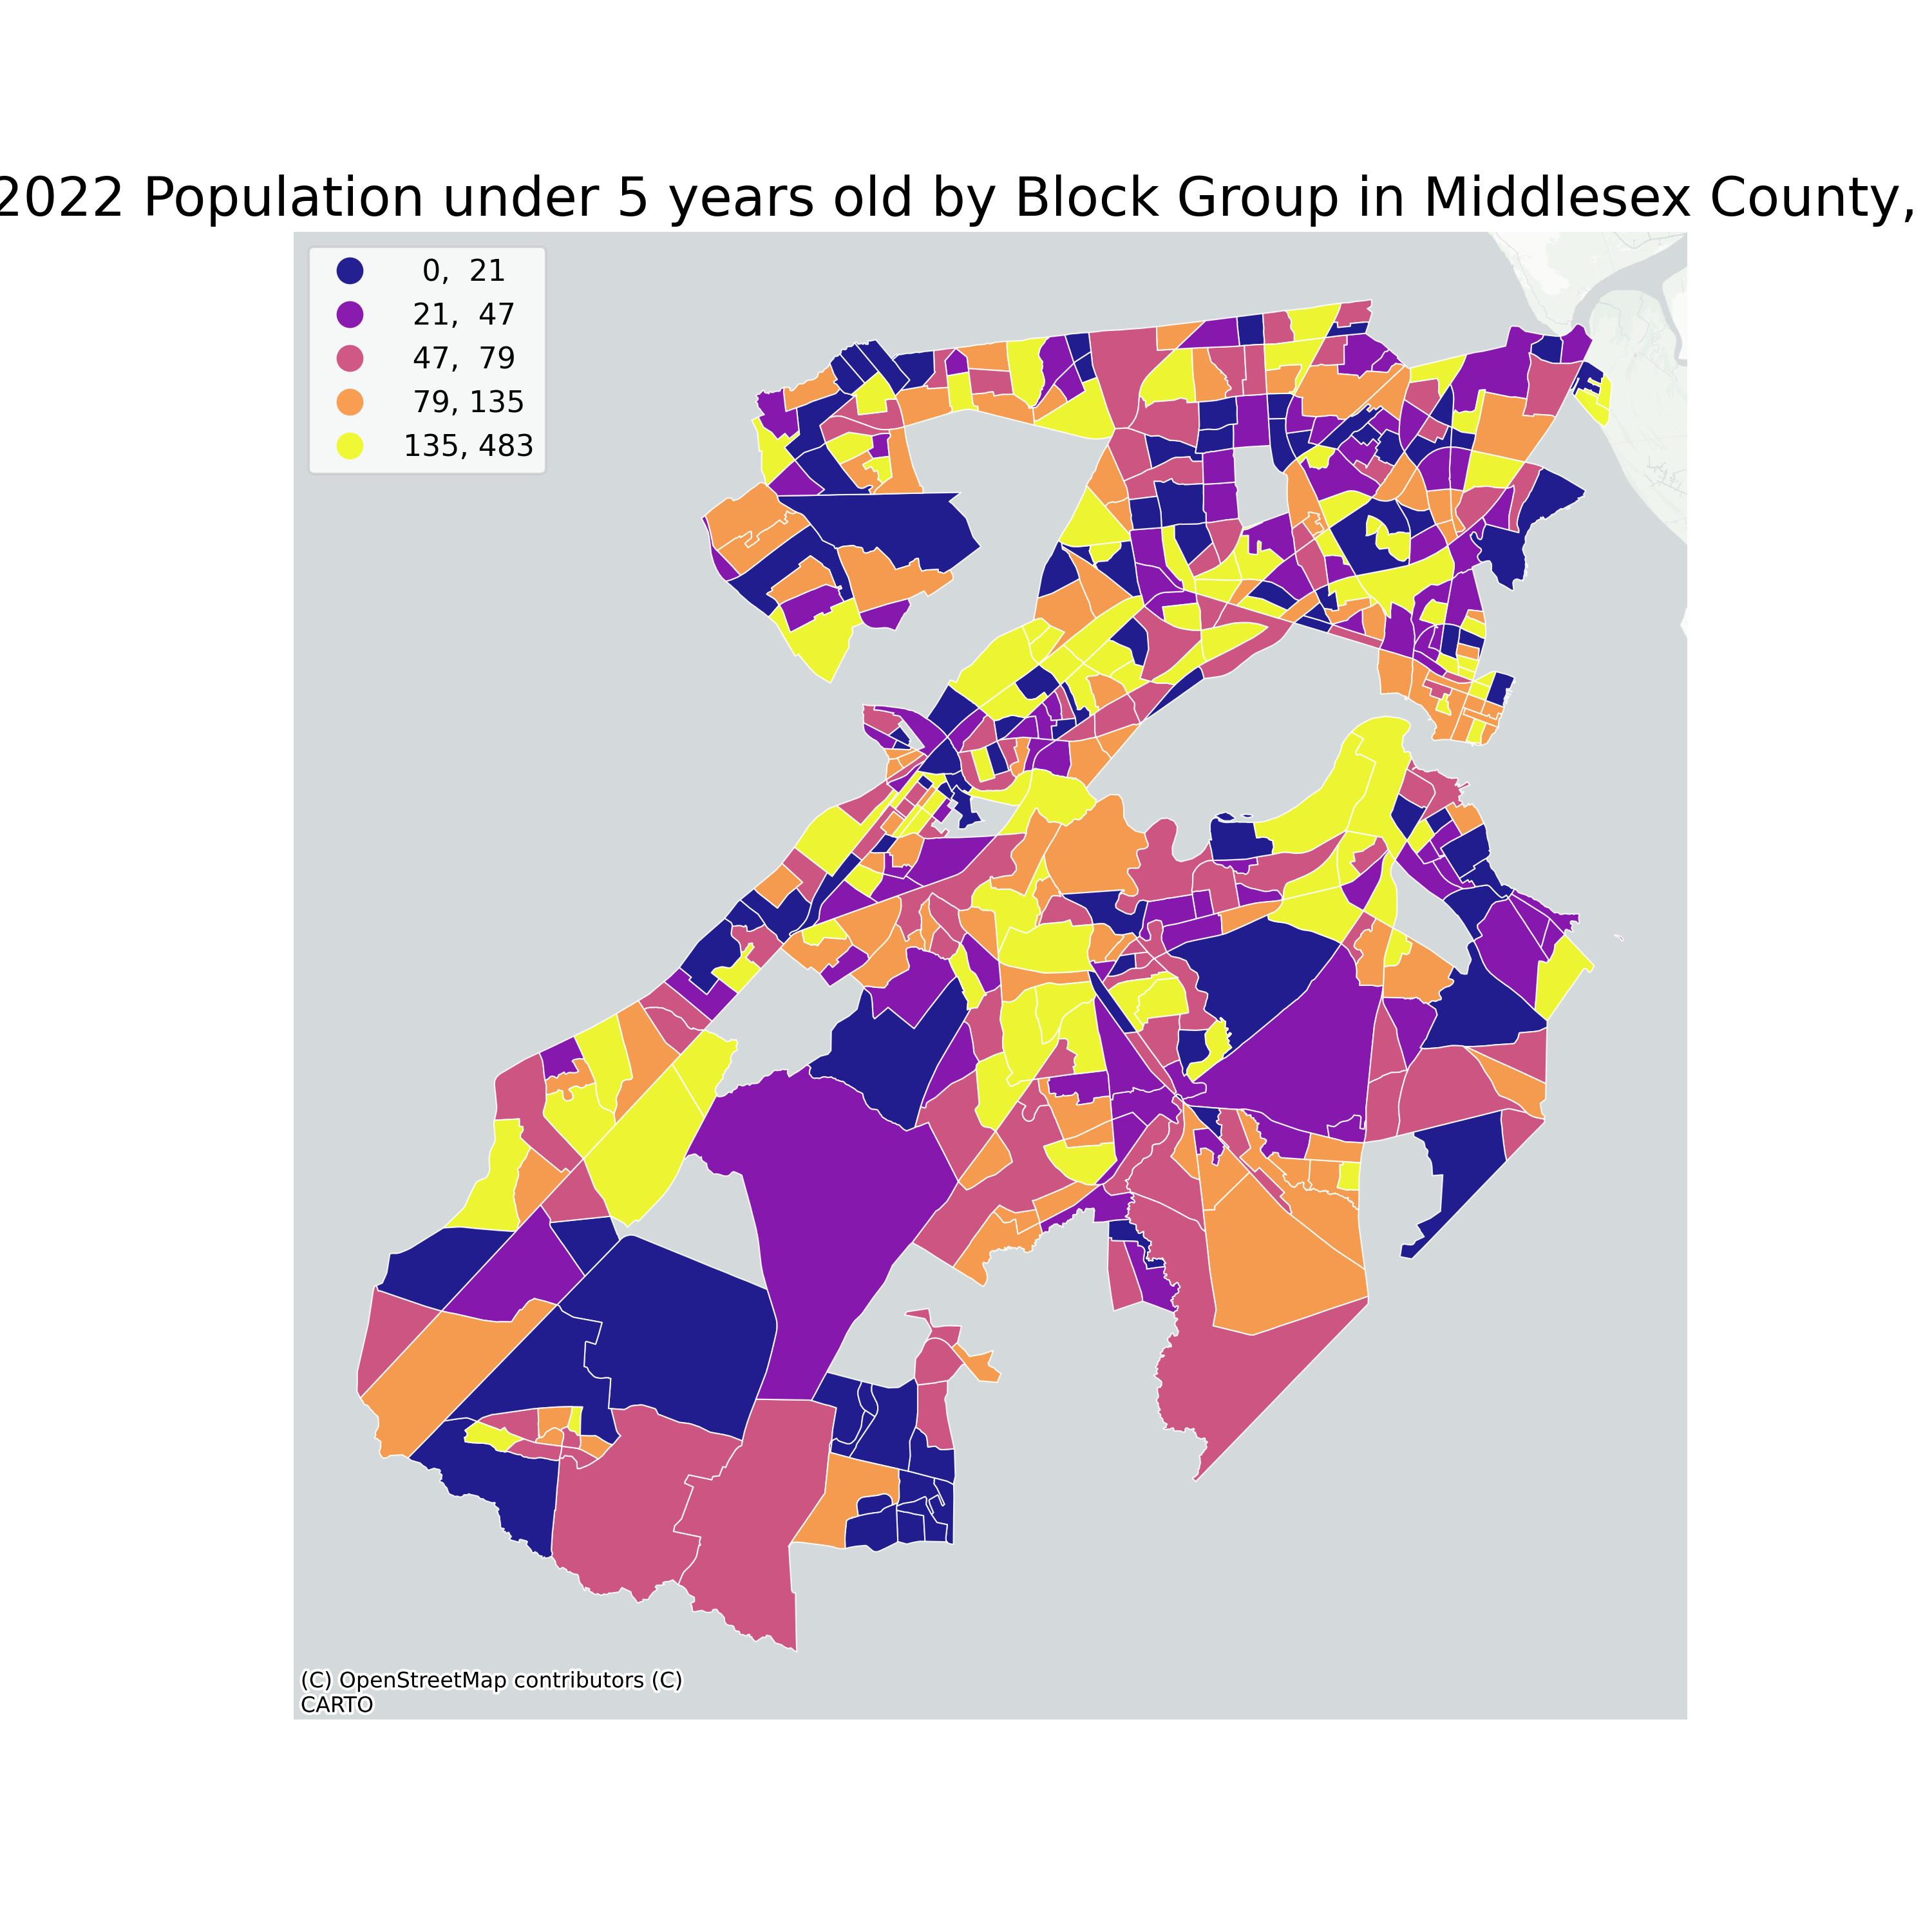 2022 Population under 5 years old by Block Group in Middlesex County,
0, 21
21, 47
47, 79
79, 135
135, 483
(C) OpenStreetMap contributors (C)
CARTO